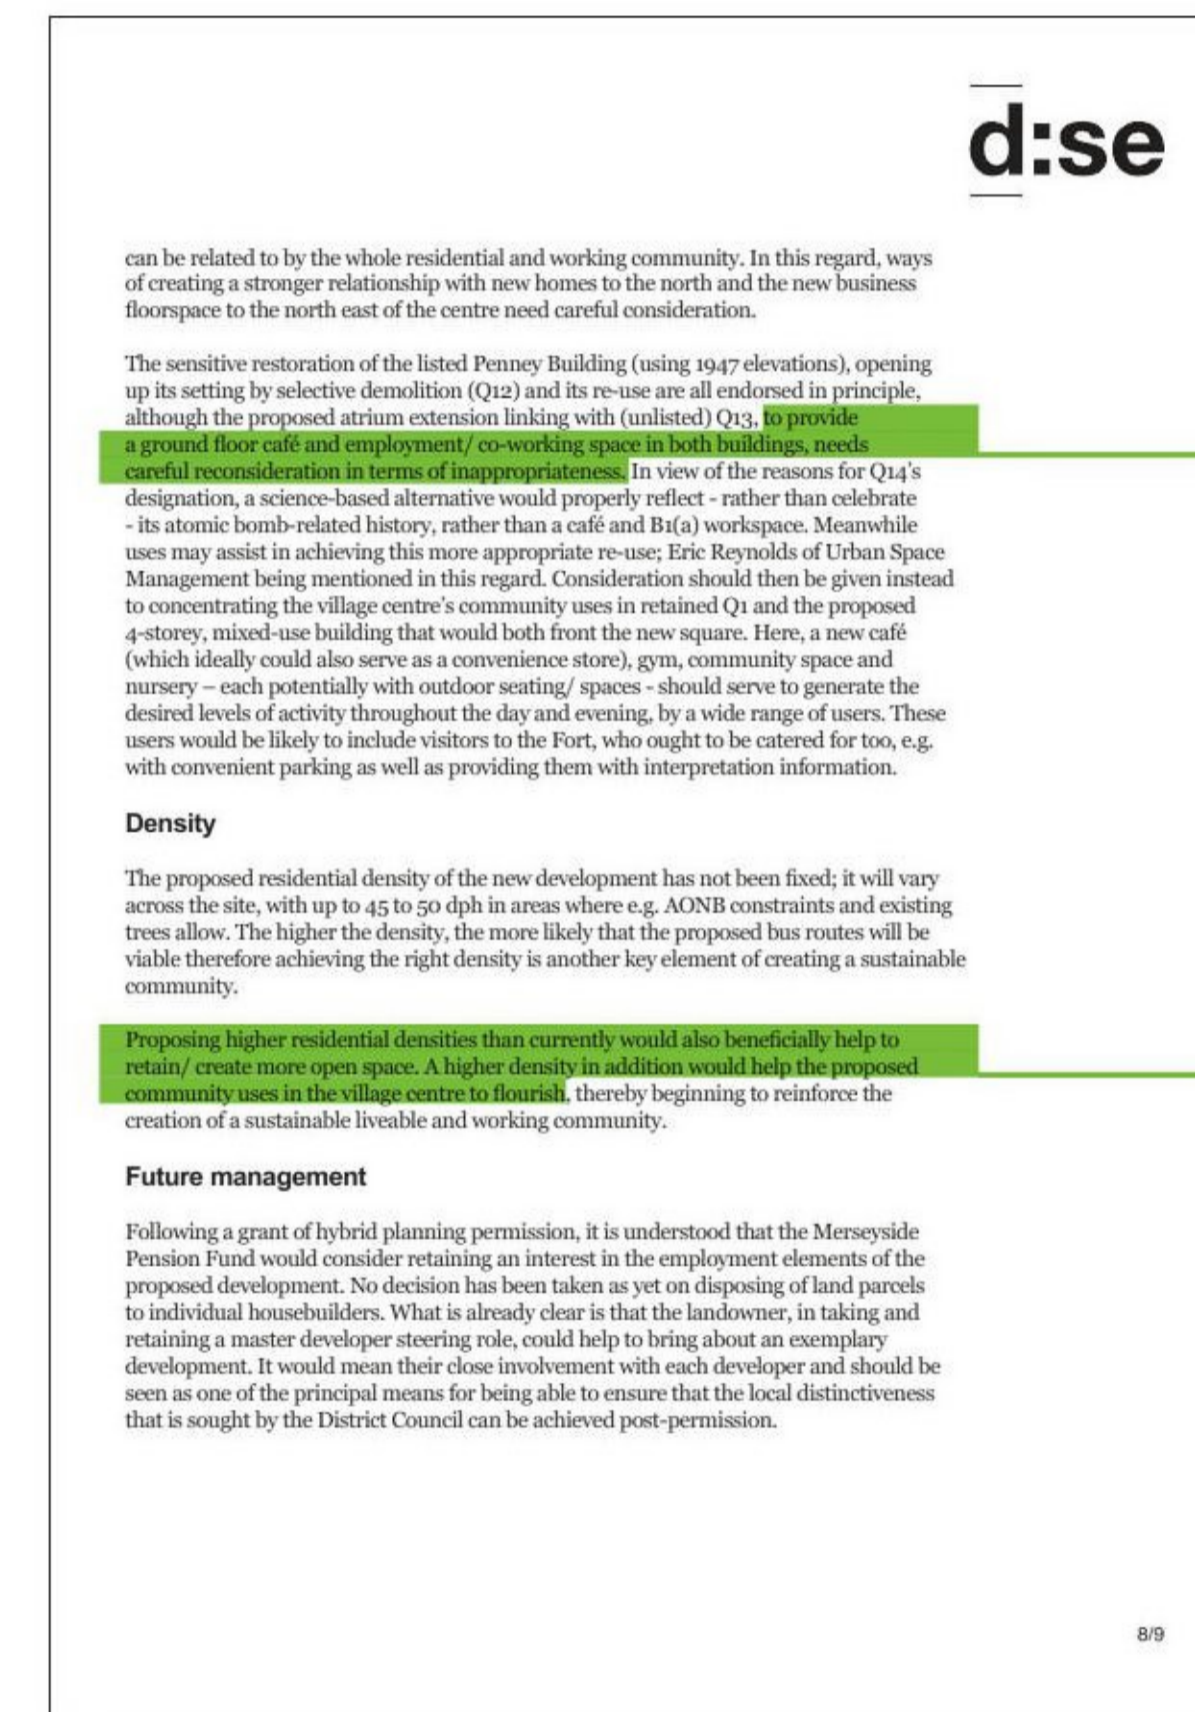 d:se
can be related to by the whole residential and working community. In this regard, ways
of creating a stronger relationship with new homes to the north and the new business
floorspace to the north east of the centre need careful consideration.
The sensitive restoration of the listed Penney Building (using 1947 elevations), opening
up its setting by selective demolition (Q12) and its re-use are all endorsed in principle,
although the proposed atrium extension linking with (unlisted) Q13, to provide
a ground floor café and employment/ co-working space in both buildings, needs
careful reconsideration in terms of inappropriateness. In view of the reasons for Q14's
designation, a science-based alternative would properly reflect - rather than celebrate
- its atomic bomb-related history, rather than a café and B1(a) workspace. Meanwhile
uses may assist in achieving this more appropriate re-use; Eric Reynolds of Urban Space
Management being mentioned in this regard. Consideration should then be given instead
to concentrating the village centre's community uses in retained Q1 and the proposed
4-storey, mixed-use building that would both front the new square. Here, a new café
(which ideally could also serve as a convenience store), gym, community space and
nursery – each potentially with outdoor seating/ spaces - should serve to generate the
desired levels of activity throughout the day and evening, by a wide range of users. These
users would be likely to include visitors to the Fort, who ought to be catered for too, e.g.
with convenient parking as well as providing them with interpretation information.
Density
The proposed residential density of the new development has not been fixed; it will vary
across the site, with up to 45 to 50 dph in areas where e.g. AONB constraints and existing
trees allow. The higher the density, the more likely that the proposed bus routes will be
viable therefore achieving the right density is another key element of creating a sustainable
community.
Proposing higher residential densities than currently would also beneficially help to
retain/ create more open space. A higher density in addition would help the proposed
community uses in the village centre to flourish, thereby beginning to reinforce the
creation of a sustainable liveable and working community.
Future management
Following a grant of hybrid planning permission, it is understood that the Merseyside
Pension Fund would consider retaining an interest in the employment elements of the
proposed development. No decision has been taken as yet on disposing of land parcels
to individual housebuilders. What is already clear is that the landowner, in taking and
retaining a master developer steering role, could help to bring about an exemplary
development. It would mean their close involvement with each developer and should be
seen as one of the principal means for being able to ensure that the local distinctiveness
that is sought by the District Council can be achieved post-permission.
8/9